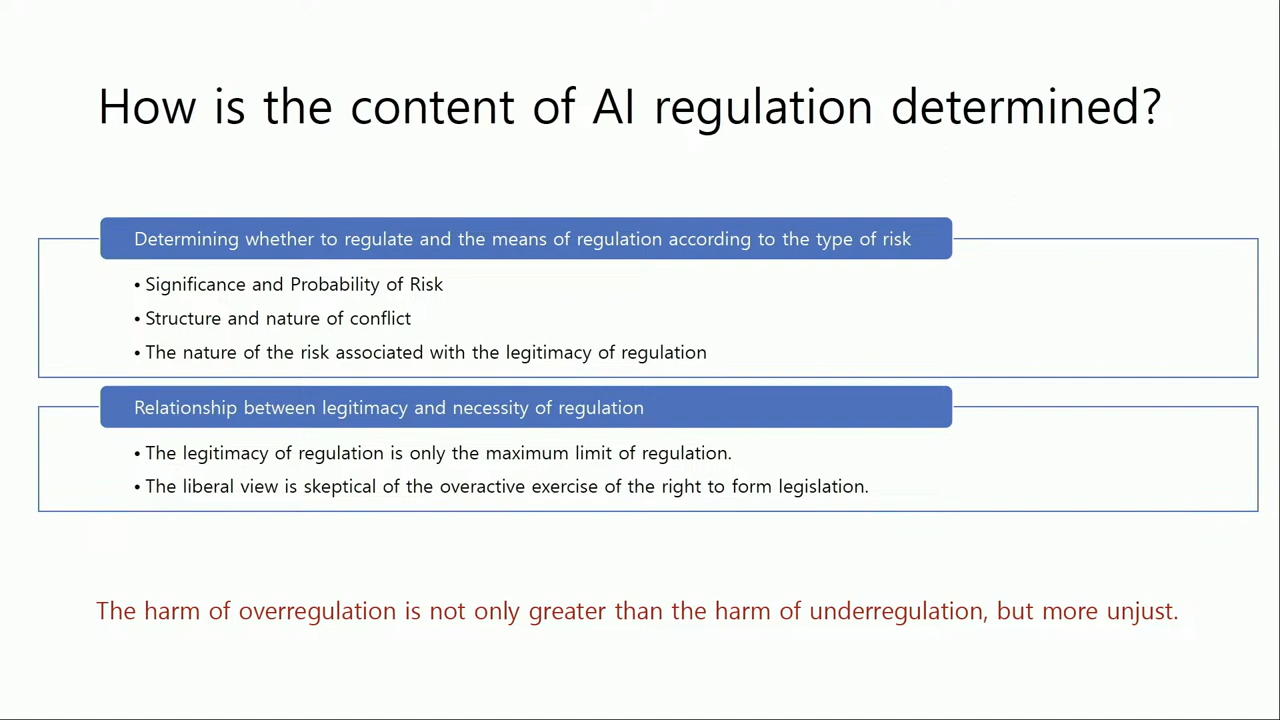 How is the content of AI regulation determined?
Determining whether to regulate and the means of regulation according to the type of risk
• Significance and Probability of Risk
• Structure and nature of conflict
• The nature of the risk associated with the legitimacy of regulation
Relationship between legitimacy and necessity of regulation
• The legitimacy of regulation is only the maximum limit of regulation.
• The liberal view is skeptical of the overactive exercise of the right to form legislation.
The harm of overregulation is not only greater than the harm of underregulation, but more unjust.